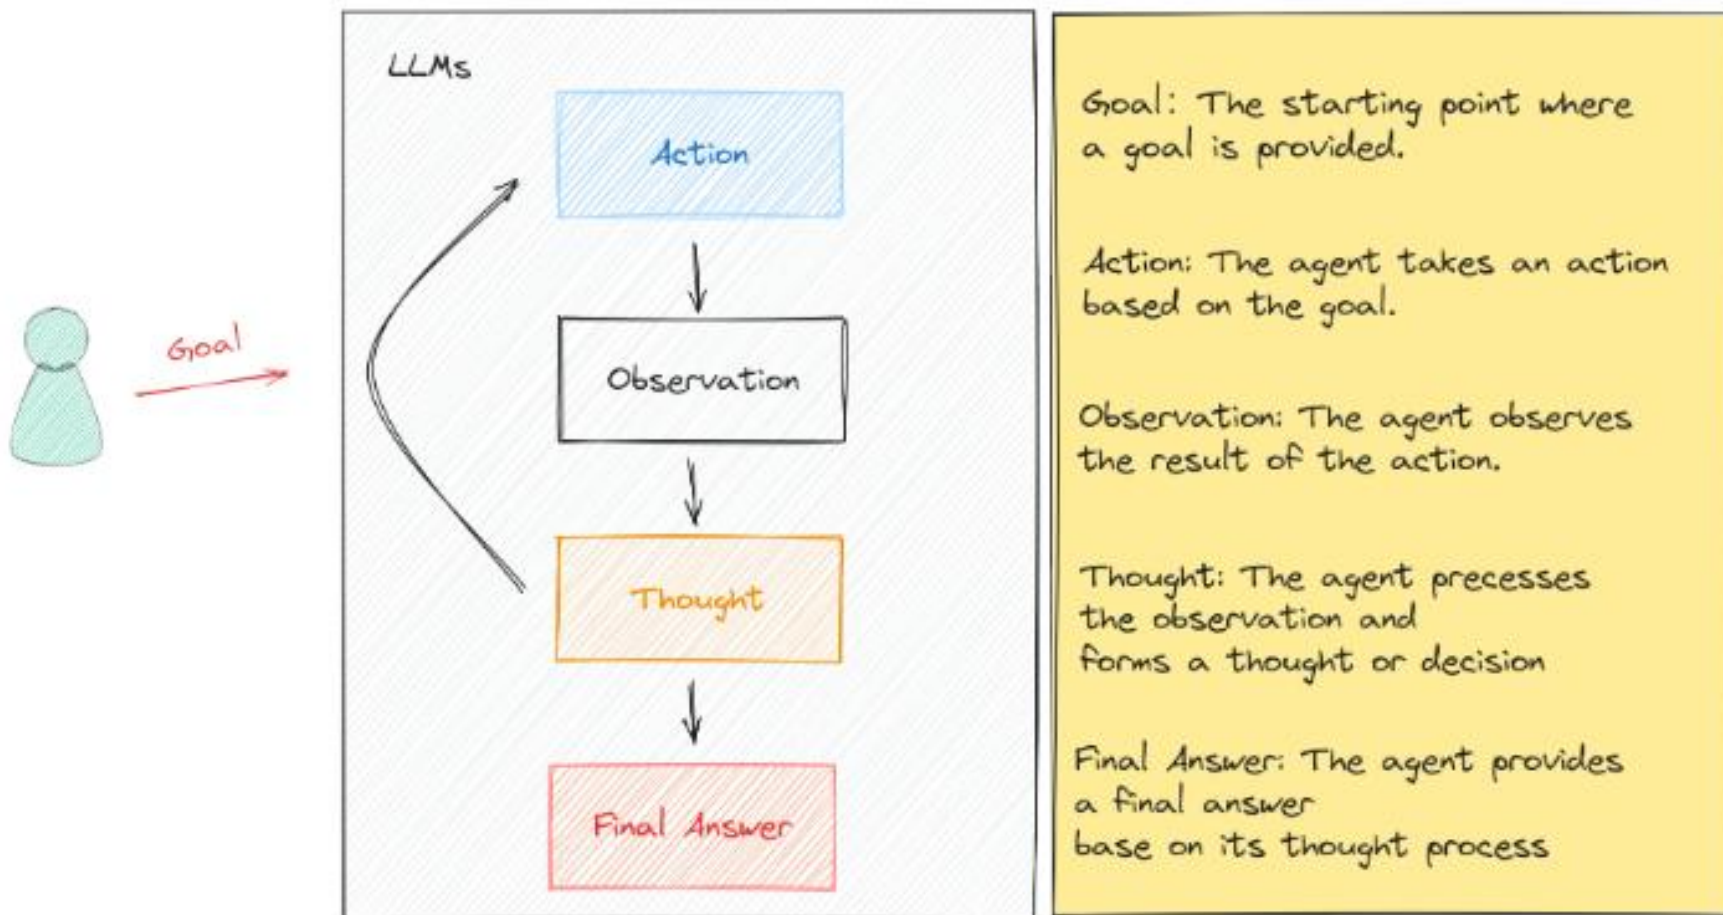 LLMs
Action
Goal
Observation
Thought
Final Answer
Goal: The starting point where
a goal is provided.
Action: The agent takes an action
based on the goal.
Observation: The agent observes
the result of the action.
Thought: The agent precesses
the observation and
forms a thought or decision
Final Answer: The agent provides
a final answer
base on its thought process